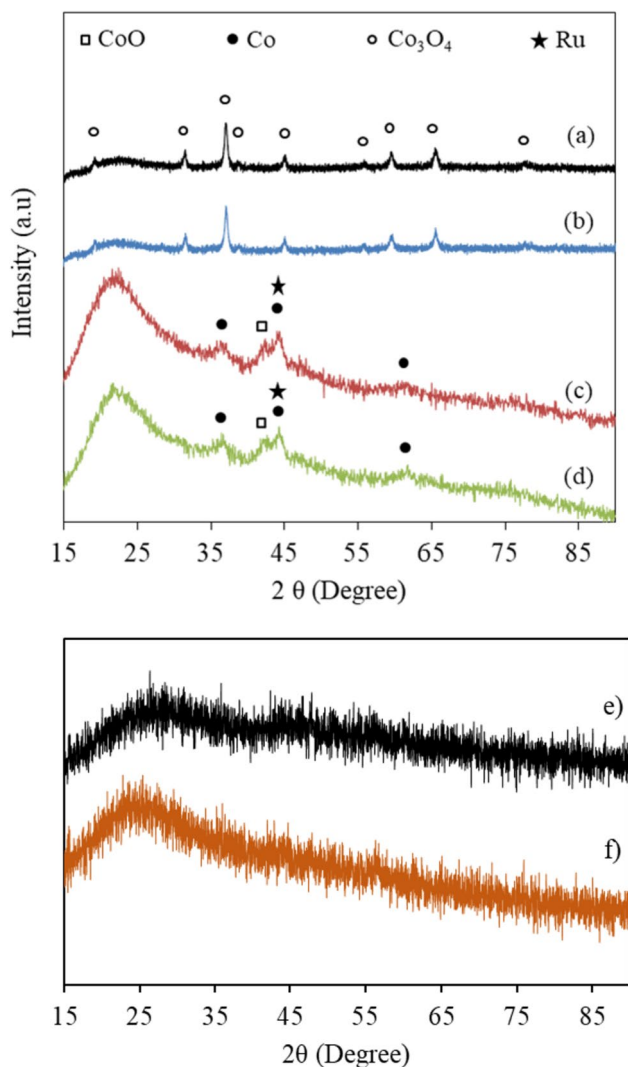 CoO Co Co3O4 Ru
(a)
(b)
(c)
(d)
Intensity (a.u)
15 25 35 45 55 65 75 85
2 θ (Degree)
e)
f)
15 25 35 45 55 65 75 85
2θ (Degree)